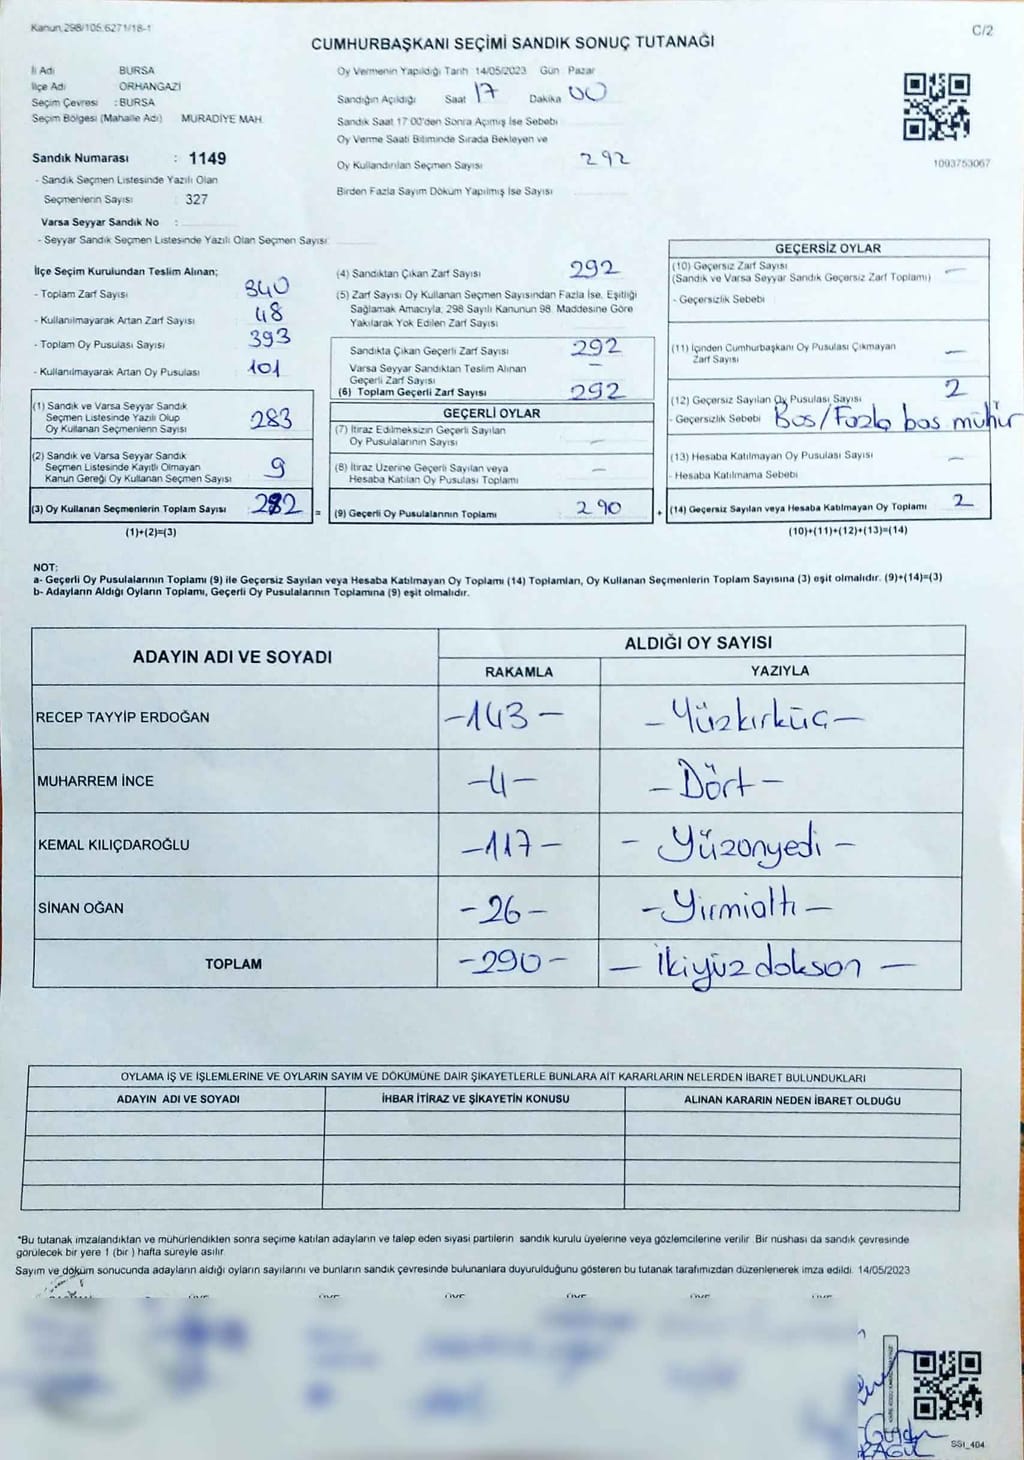 Kanun 298/105.6271/18-1
C/2
CUMHURBAŞKANI SEÇİMİ SANDIK SONUÇ TUTANAĞI
İl Adı BURSA
İlçe Adı ORHANGAZİ
Seçim Çevresi : BURSA
Seçim Bölgesi (Mahalle Adı) MURADİYE MAH.
Sandık Numarası : 1149
- Sandık Seçmen Listesinde Yazılı Olan
Seçmenlerin Sayısı 327
Varsa Seyyar Sandık No :
- Seyyar Sandık Seçmen Listesinde Yazılı Olan Seçmen Sayısı
Oy Vermenin Yapıldığı Tarih 14/05/2023 Gün Pazar
Sandığın Açıldığı Saat 17 Dakika 00
Sandık Saat 17:00'den Sonra Açılmış İse Sebebi
Oy Verme Saati Bitiminde Sırada Bekleyen ve
Oy Kullandırılan Seçmen Sayısı 292
Birden Fazla Sayım Döküm Yapılmış İse Sayısı
1093753067
İlçe Seçim Kurulundan Teslim Alınan;
- Toplam Zarf Sayısı 340
- Kullanılmayarak Artan Zarf Sayısı 48
- Toplam Oy Pusulası Sayısı 393
- Kullanılmayarak Artan Oy Pusulası 101
(1) Sandık ve Varsa Seyyar Sandık
Seçmen Listesinde Yazılı Olup
Oy Kullanan Seçmenlerin Sayısı 283
(2) Sandık ve Varsa Seyyar Sandık
Seçmen Listesinde Kayıtlı Olmayan
Kanun Gereği Oy Kullanan Seçmen Sayısı 9
(3) Oy Kullanan Seçmenlerin Toplam Sayısı 292 =
(1)+(2)=(3)
(4) Sandıktan Çıkan Zarf Sayısı 292
(5) Zarf Sayısı Oy Kullanan Seçmen Sayısından Fazla İse, Eşitliği
Sağlamak Amacıyla, 298 Sayılı Kanunun 98. Maddesine Göre
Yakılarak Yok Edilen Zarf Sayısı
Sandıkta Çıkan Geçerli Zarf Sayısı 292
Varsa Seyyar Sandıktan Teslim Alınan
Geçerli Zarf Sayısı —
(6) Toplam Geçerli Zarf Sayısı 292
GEÇERLİ OYLAR
(7) İtiraz Edilmeksizin Geçerli Sayılan
Oy Pusulalarının Sayısı —
(8) İtiraz Üzerine Geçerli Sayılan veya
Hesaba Katılan Oy Pusulası Toplamı —
(9) Geçerli Oy Pusulalarının Toplamı 290 +
GEÇERSİZ OYLAR
(10) Geçersiz Zarf Sayısı —
(Sandık ve Varsa Seyyar Sandık Geçersiz Zarf Toplamı)
- Geçersizlik Sebebi
(11) İçinden Cumhurbaşkanı Oy Pusulası Çıkmayan
Zarf Sayısı —
(12) Geçersiz Sayılan Oy Pusulası Sayısı 2
- Geçersizlik Sebebi Boş/Fazla bas mühir
(13) Hesaba Katılmayan Oy Pusulası Sayısı —
- Hesaba Katılmama Sebebi
(14) Geçersiz Sayılan veya Hesaba Katılmayan Oy Toplamı 2
(10)+(11)+(12)+(13)=(14)
NOT:
a- Geçerli Oy Pusulalarının Toplamı (9) ile Geçersiz Sayılan veya Hesaba Katılmayan Oy Toplamı (14) Toplamları, Oy Kullanan Seçmenlerin Toplam Sayısına (3) eşit olmalıdır. (9)+(14)=(3)
b- Adayların Aldığı Oyların Toplamı, Geçerli Oy Pusulalarının Toplamına (9) eşit olmalıdır.
ADAYIN ADI VE SOYADI ALDIĞI OY SAYISI
RAKAMLA YAZIYLA
RECEP TAYYİP ERDOĞAN -143- -Yüzkırküç-
MUHARREM İNCE -4- -Dört-
KEMAL KILIÇDAROĞLU -117- -Yüzonyedi-
SİNAN OĞAN -26- -Yirmialtı-
TOPLAM -290- -İkiyüzdoksan-
OYLAMA İŞ VE İŞLEMLERİNE VE OYLARIN SAYIM VE DÖKÜMÜNE DAİR ŞİKAYETLERLE BUNLARA AİT KARARLARIN NELERDEN İBARET BULUNDUKLARI
ADAYIN ADI VE SOYADI İHBAR İTİRAZ VE ŞİKAYETİN KONUSU ALINAN KARARIN NEDEN İBARET OLDUĞU
*Bu tutanak imzalandıktan ve mühürlendikten sonra seçime katılan adayların ve talep eden siyasi partilerin sandık kurulu üyelerine veya gözlemcilerine verilir. Bir nüshası da sandık çevresinde
görülecek bir yere 1 (bir) hafta süreyle asılır.
Sayım ve döküm sonucunda adayların aldığı oyların sayılarını ve bunların sandık çevresinde bulunanlara duyurulduğunu gösteren bu tutanak tarafımızdan düzenlenerek imza edildi. 14/05/2023
SSI_404